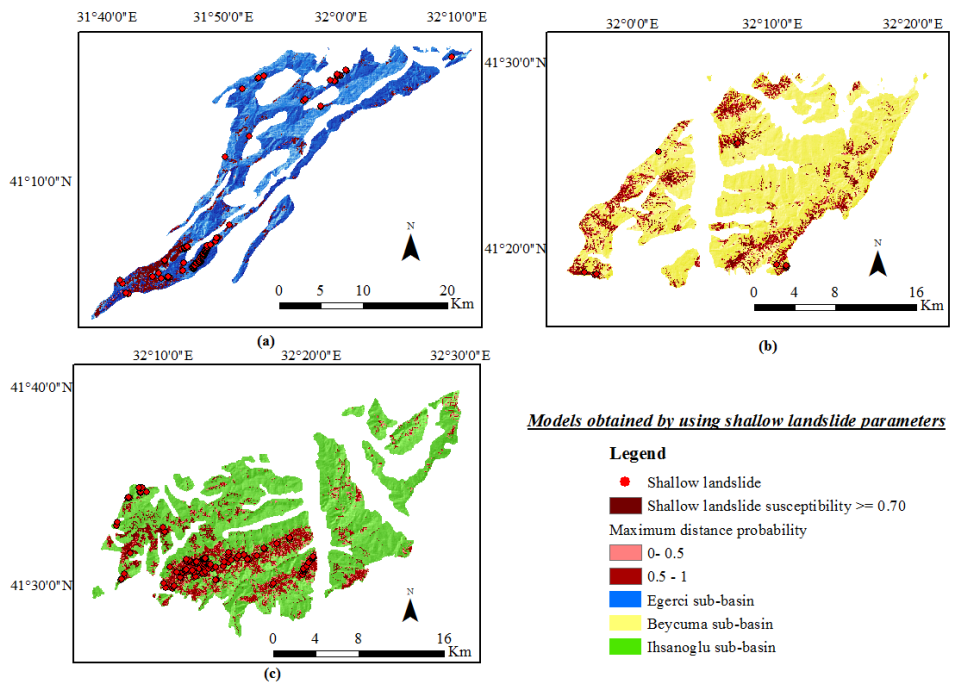 31°40'0"E 31°50'0"E 32°0'0"E 32°10'0"E
41°10'0"N
N
0 5 10 20
Km
(a)
32°0'0"E 32°10'0"E 32°20'0"E
41°30'0"N
41°20'0"N
N
0 4 8 16
Km
(b)
32°10'0"E 32°20'0"E 32°30'0"E
41°40'0"N
41°30'0"N
N
0 4 8 16
Km
(c)
Models obtained by using shallow landslide parameters
Legend
Shallow landslide
Shallow landslide susceptibility >= 0.70
Maximum distance probability
0- 0.5
0.5 - 1
Egerci sub-basin
Beycuma sub-basin
Ihsanoglu sub-basin